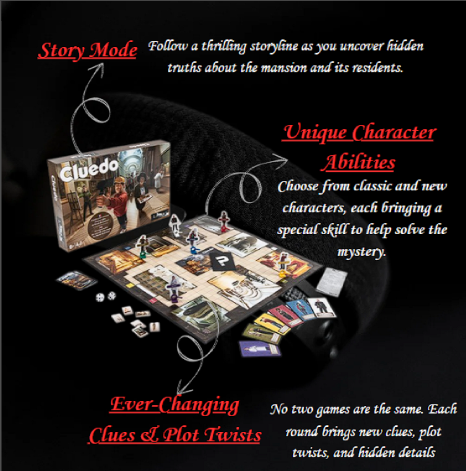 Story Mode
Follow a thrilling storyline as you uncover hidden
truths about the mansion and its residents.
Unique Character
Abilities
Choose from classic and new
characters, each bringing a
special skill to help solve the
mystery.
Cluedo
?
Ever-Changing
Clues & Plot Twists
No two games are the same. Each
round brings new clues, plot
twists, and hidden details